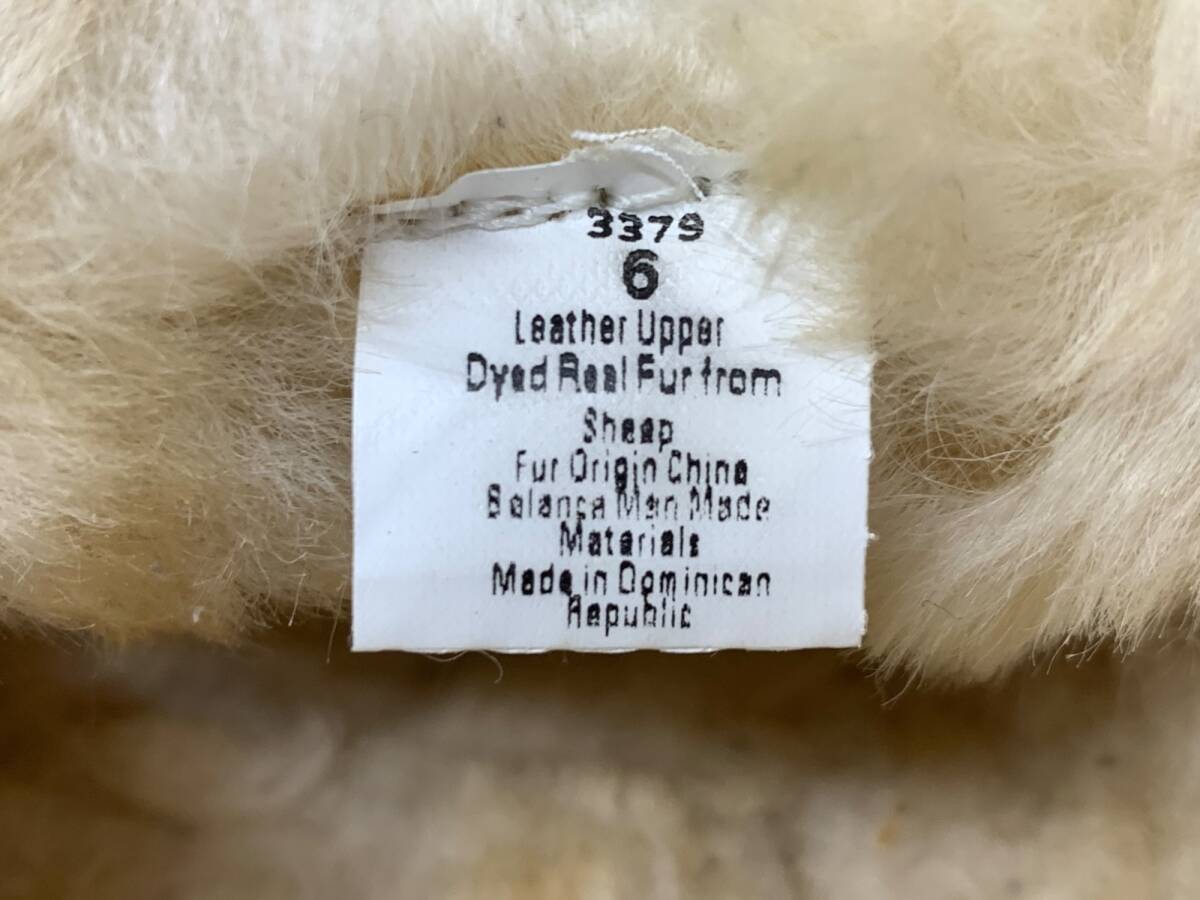 3379
6
Leather Upper
Dyed Real Fur from
Sheep
Fur Origin China
Balance Man Made
Materials
Made in Dominican
Republic